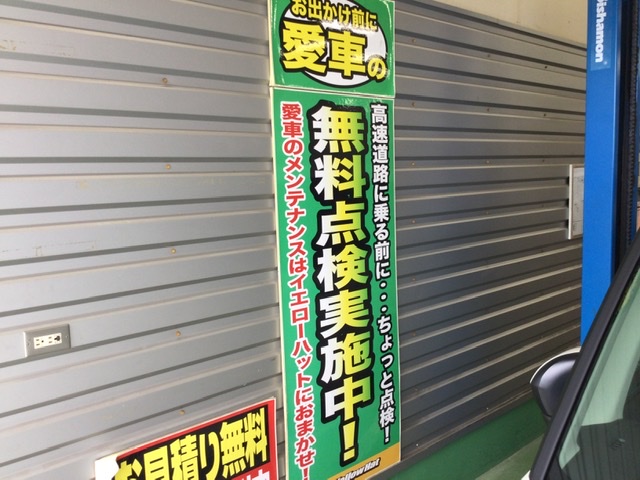 お出かけ前に
愛車の
高速道路に乗る前に・・・ちょっと点検!
無料点検実施中!
愛車のメンテナンスはイエローハットにおまかせ!
Yellow Hat
お見積り無料
ishamon